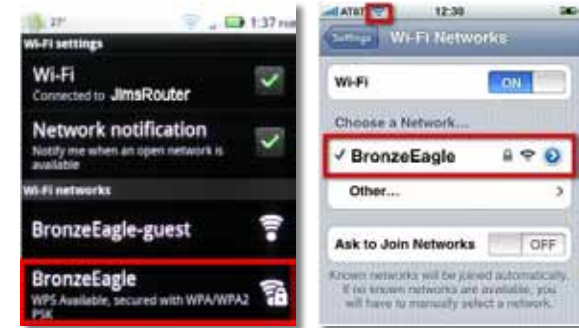 27°
1:37 PM
Wi-Fi settings
Wi-Fi
Connected to JimsRouter
Network notification
Notify me when an open network is
available
Wi-Fi networks
BronzeEagle-guest
BronzeEagle
WPS Available, secured with WPA/WPA2
PSK
AT&T
12:30
Settings
Wi-Fi Networks
Wi-Fi
ON
Choose a Network...
✓ BronzeEagle
Other...
Ask to Join Networks
OFF
Known networks will be joined automatically.
If no known networks are available, you
will have to manually select a network.